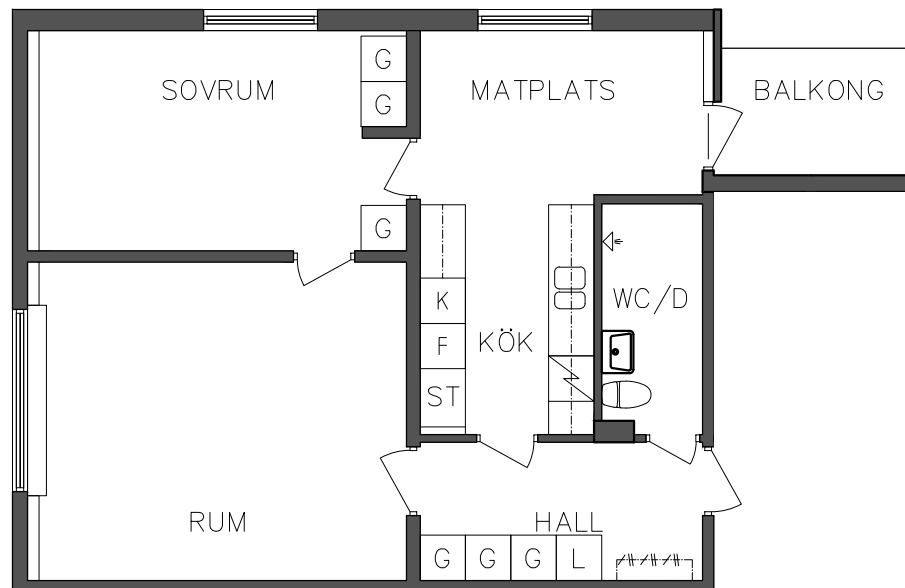 SOVRUM
G
G
MATPLATS
BALKONG
G
K
F
ST
KÖK
WC/D
RUM
HALL
G G G L